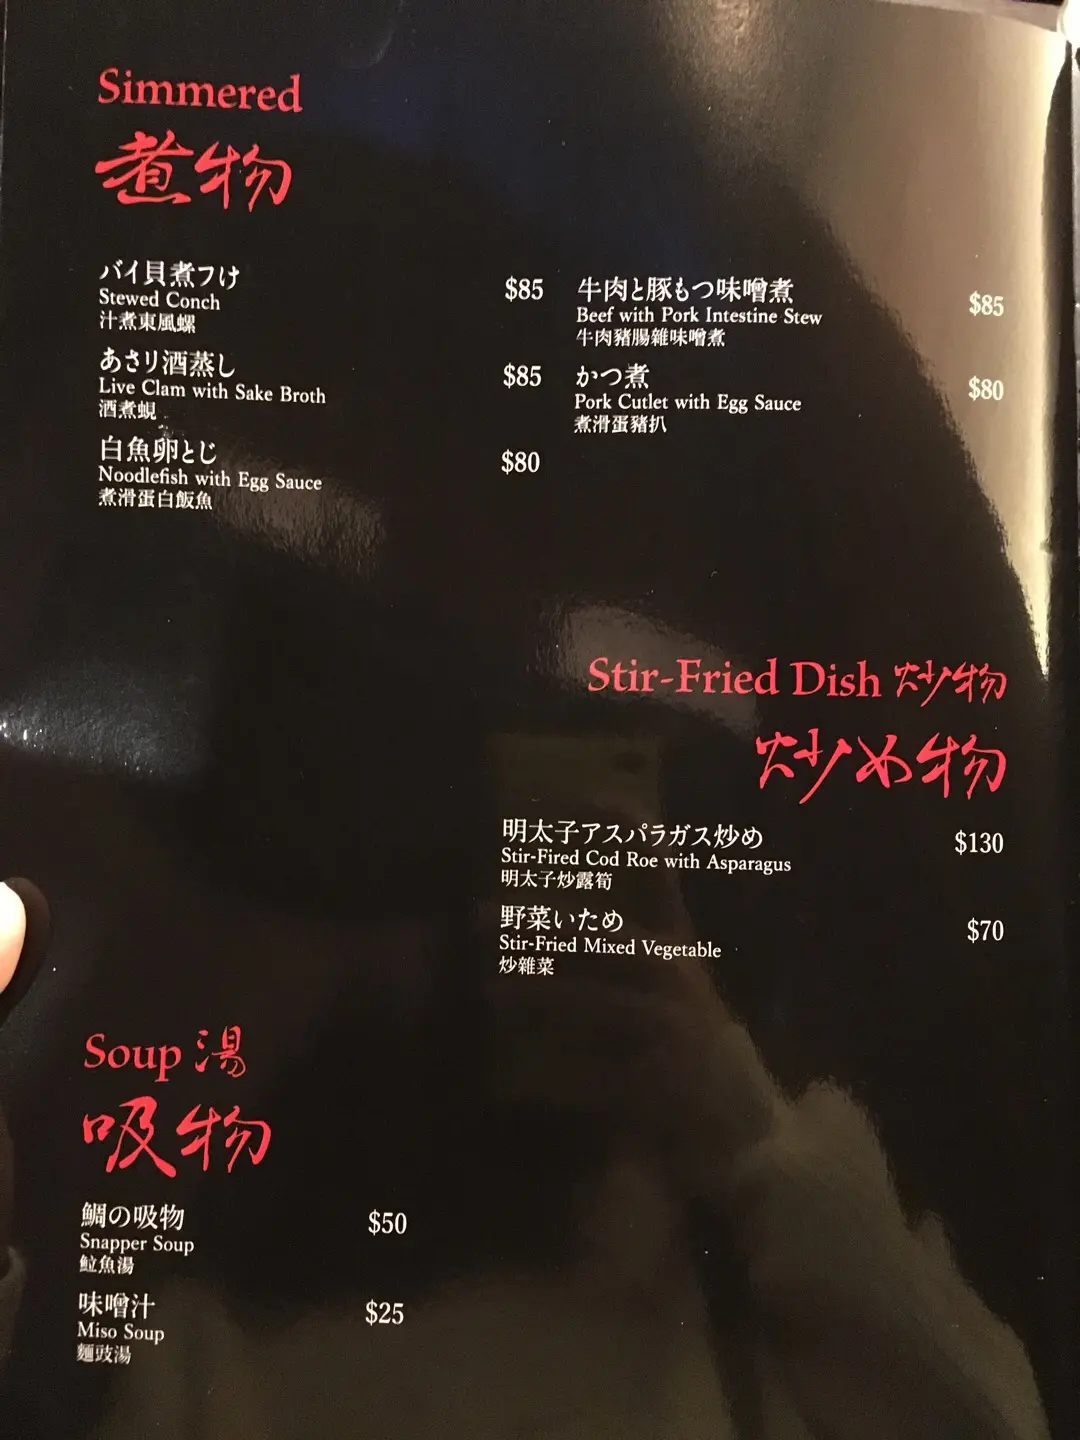 Simmered
煮物
バイ貝煮つけ
$85
Stewed Conch
汁煮東風螺
あさり酒蒸し
$85
Live Clam with Sake Broth
酒煮蜆
白魚卵とじ
$80
Noodlefish with Egg Sauce
煮滑蛋白飯魚
牛肉と豚もつ味噌煮
$85
Beef with Pork Intestine Stew
牛肉豬腸雜味噌煮
かつ煮
$80
Pork Cutlet with Egg Sauce
煮滑蛋豬扒
Stir-Fried Dish 炒物
炒め物
明太子アスパラガス炒め
$130
Stir-Fired Cod Roe with Asparagus
明太子炒露筍
野菜いため
$70
Stir-Fried Mixed Vegetable
炒雜菜
Soup 湯
吸物
鯛の吸物
$50
Snapper Soup
鱲魚湯
味噌汁
$25
Miso Soup
麵豉湯